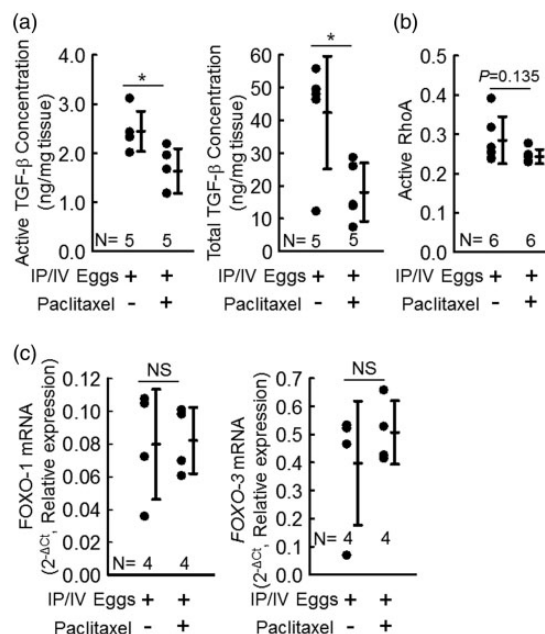 (a)
Active TGF-β Concentration
(ng/mg tissue)
4.0
3.0
2.0
1.0
0.0
*
N= 5 5
IP/IV Eggs + +
Paclitaxel - +
Total TGF-β Concentration
(ng/mg tissue)
60
50
40
30
20
10
0
*
N= 5 5
+ +
- +
(b)
Active RhoA
0.5
0.4
0.3
0.2
0.1
P=0.135
N= 6 6
IP/IV Eggs + +
Paclitaxel - +
(c)
FOXO-1 mRNA
(2-ΔCt, Relative expression)
0.12
0.10
0.08
0.06
0.04
0.02
0.00
NS
N= 4 4
IP/IV Eggs + +
Paclitaxel - +
FOXO-3 mRNA
(2-ΔCt, Relative expression)
0.7
0.6
0.5
0.4
0.3
0.2
0.1
0.0
NS
N= 4 4
IP/IV Eggs + +
Paclitaxel - +